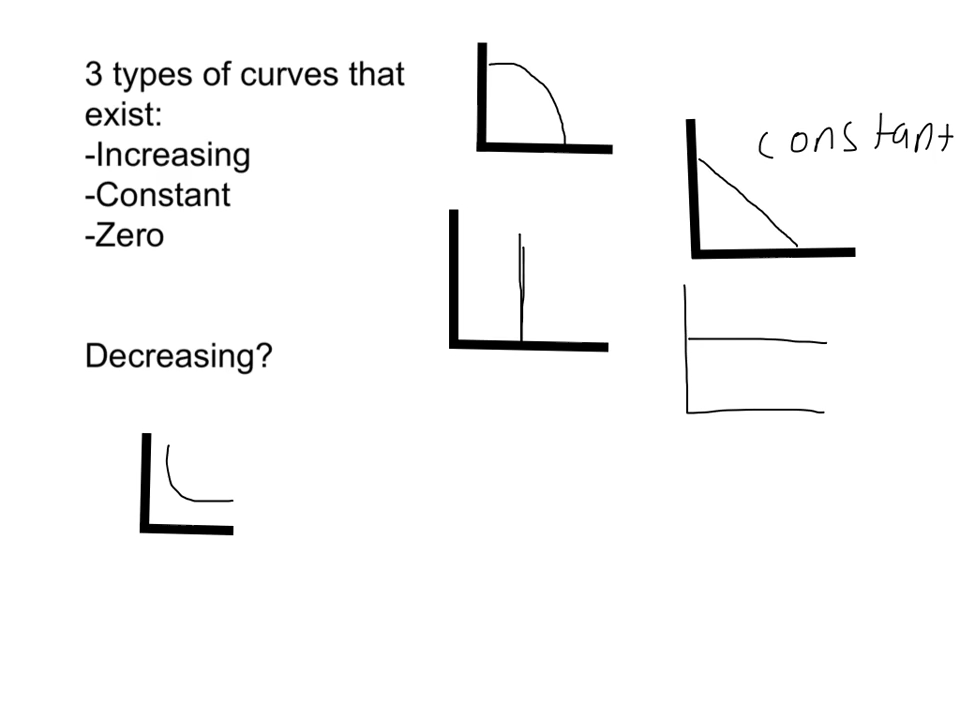 3 types of curves that
exist:
-Increasing
-Constant
-Zero
constant
Decreasing?